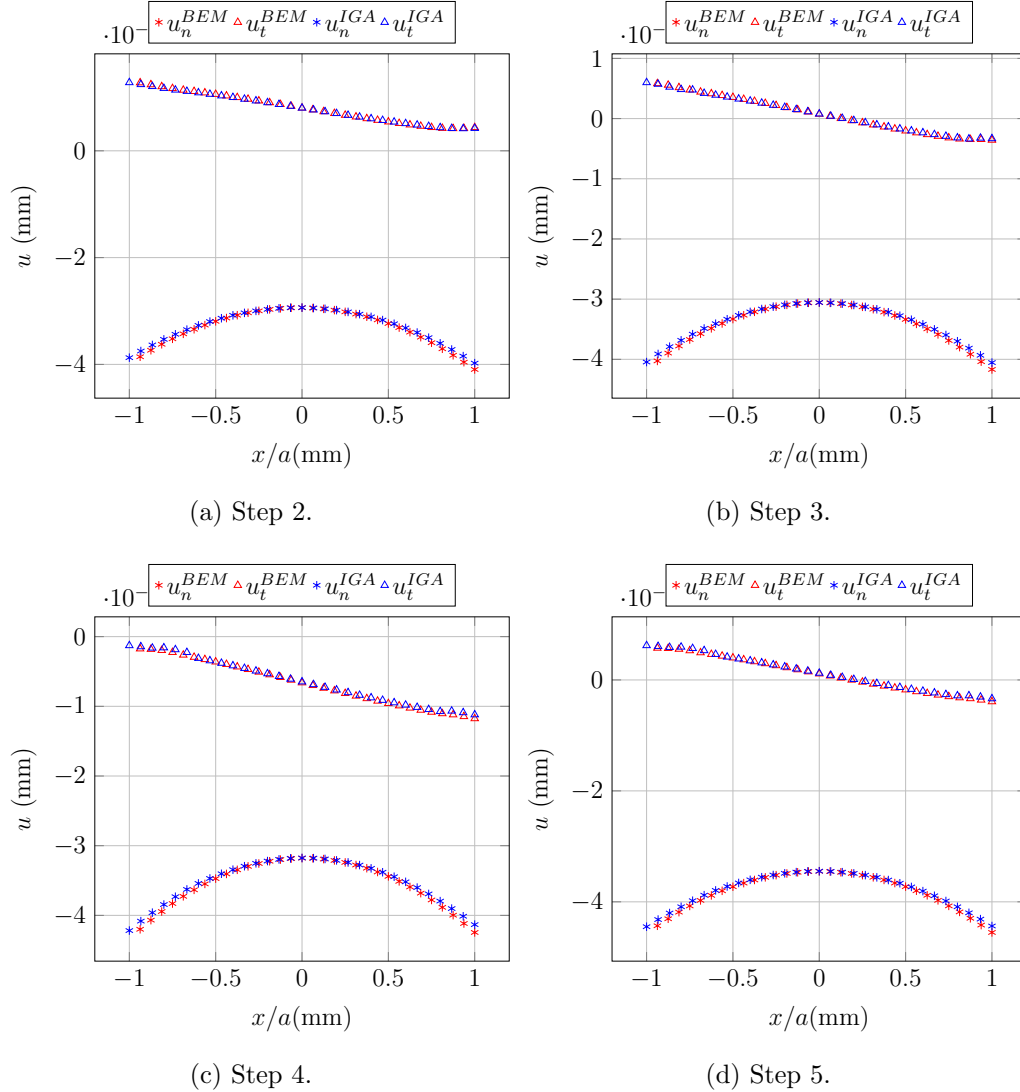 ·10⁻ * u_n^{BEM} △ u_t^{BEM} * u_n^{IGA} △ u_t^{IGA}
0
−2
−4
−1 −0.5 0 0.5 1
u (mm)
x/a(mm)
(a) Step 2.
·10⁻ * u_n^{BEM} △ u_t^{BEM} * u_n^{IGA} △ u_t^{IGA}
1
0
−1
−3
−4
−1 −0.5 0 0.5 1
u (mm)
x/a(mm)
(b) Step 3.
·10⁻ * u_n^{BEM} △ u_t^{BEM} * u_n^{IGA} △ u_t^{IGA}
0
−1
−2
−3
−4
−1 −0.5 0 0.5 1
u (mm)
x/a(mm)
(c) Step 4.
·10⁻ * u_n^{BEM} △ u_t^{BEM} * u_n^{IGA} △ u_t^{IGA}
0
−2
−4
−1 −0.5 0 0.5 1
u (mm)
x/a(mm)
(d) Step 5.